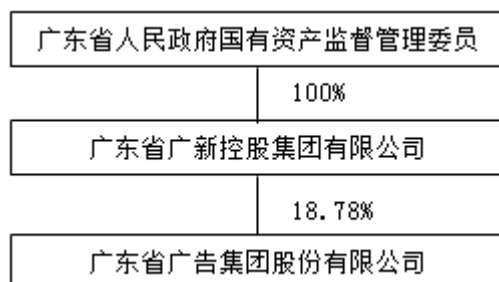 广东省人民政府国有资产监督管理委员
100%
广东省广新控股集团有限公司
18.78%
广东省广告集团股份有限公司